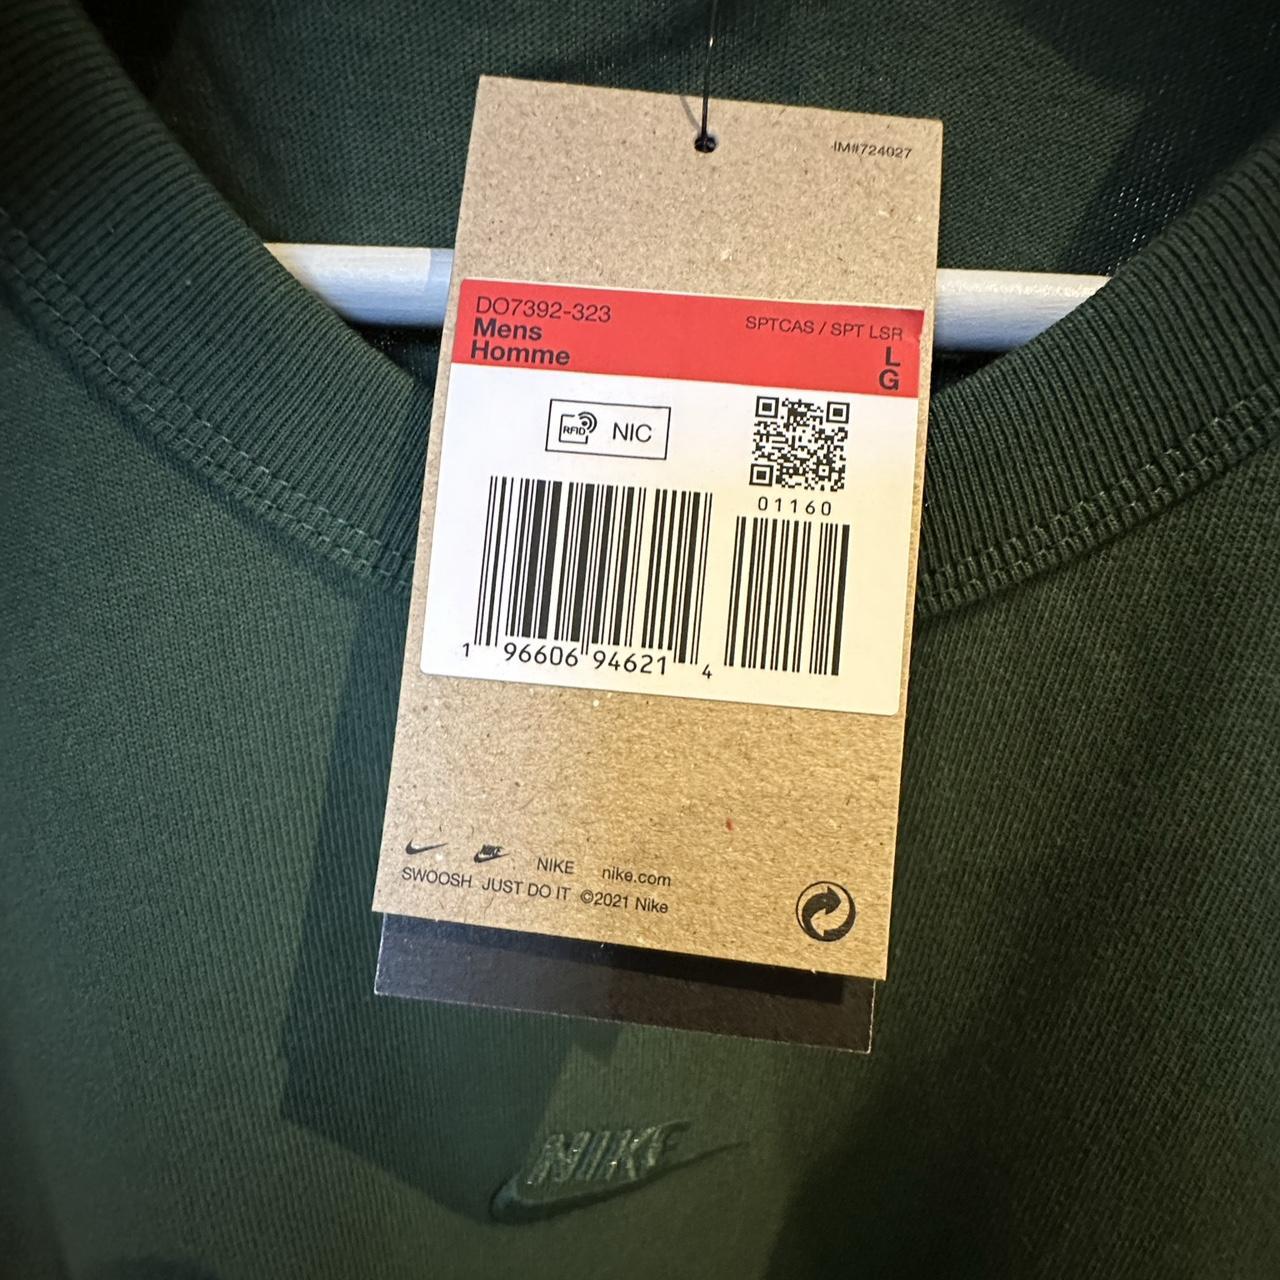 IM#724027
DO7392-323
SPTCAS / SPT LSR
Mens
L
Homme
G
RFID NIC
01160
1 96606 94621 4
NIKE NIKE nike.com
SWOOSH JUST DO IT ©2021 Nike
NIKE